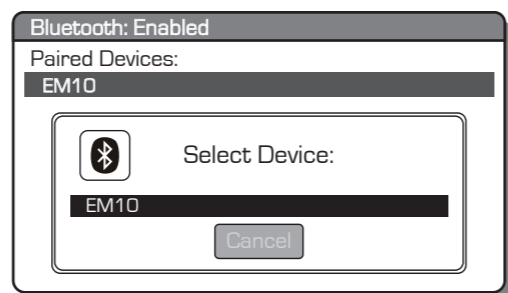 Bluetooth: Enabled
Paired Devices:
EM10
Select Device:
EM10
Cancel